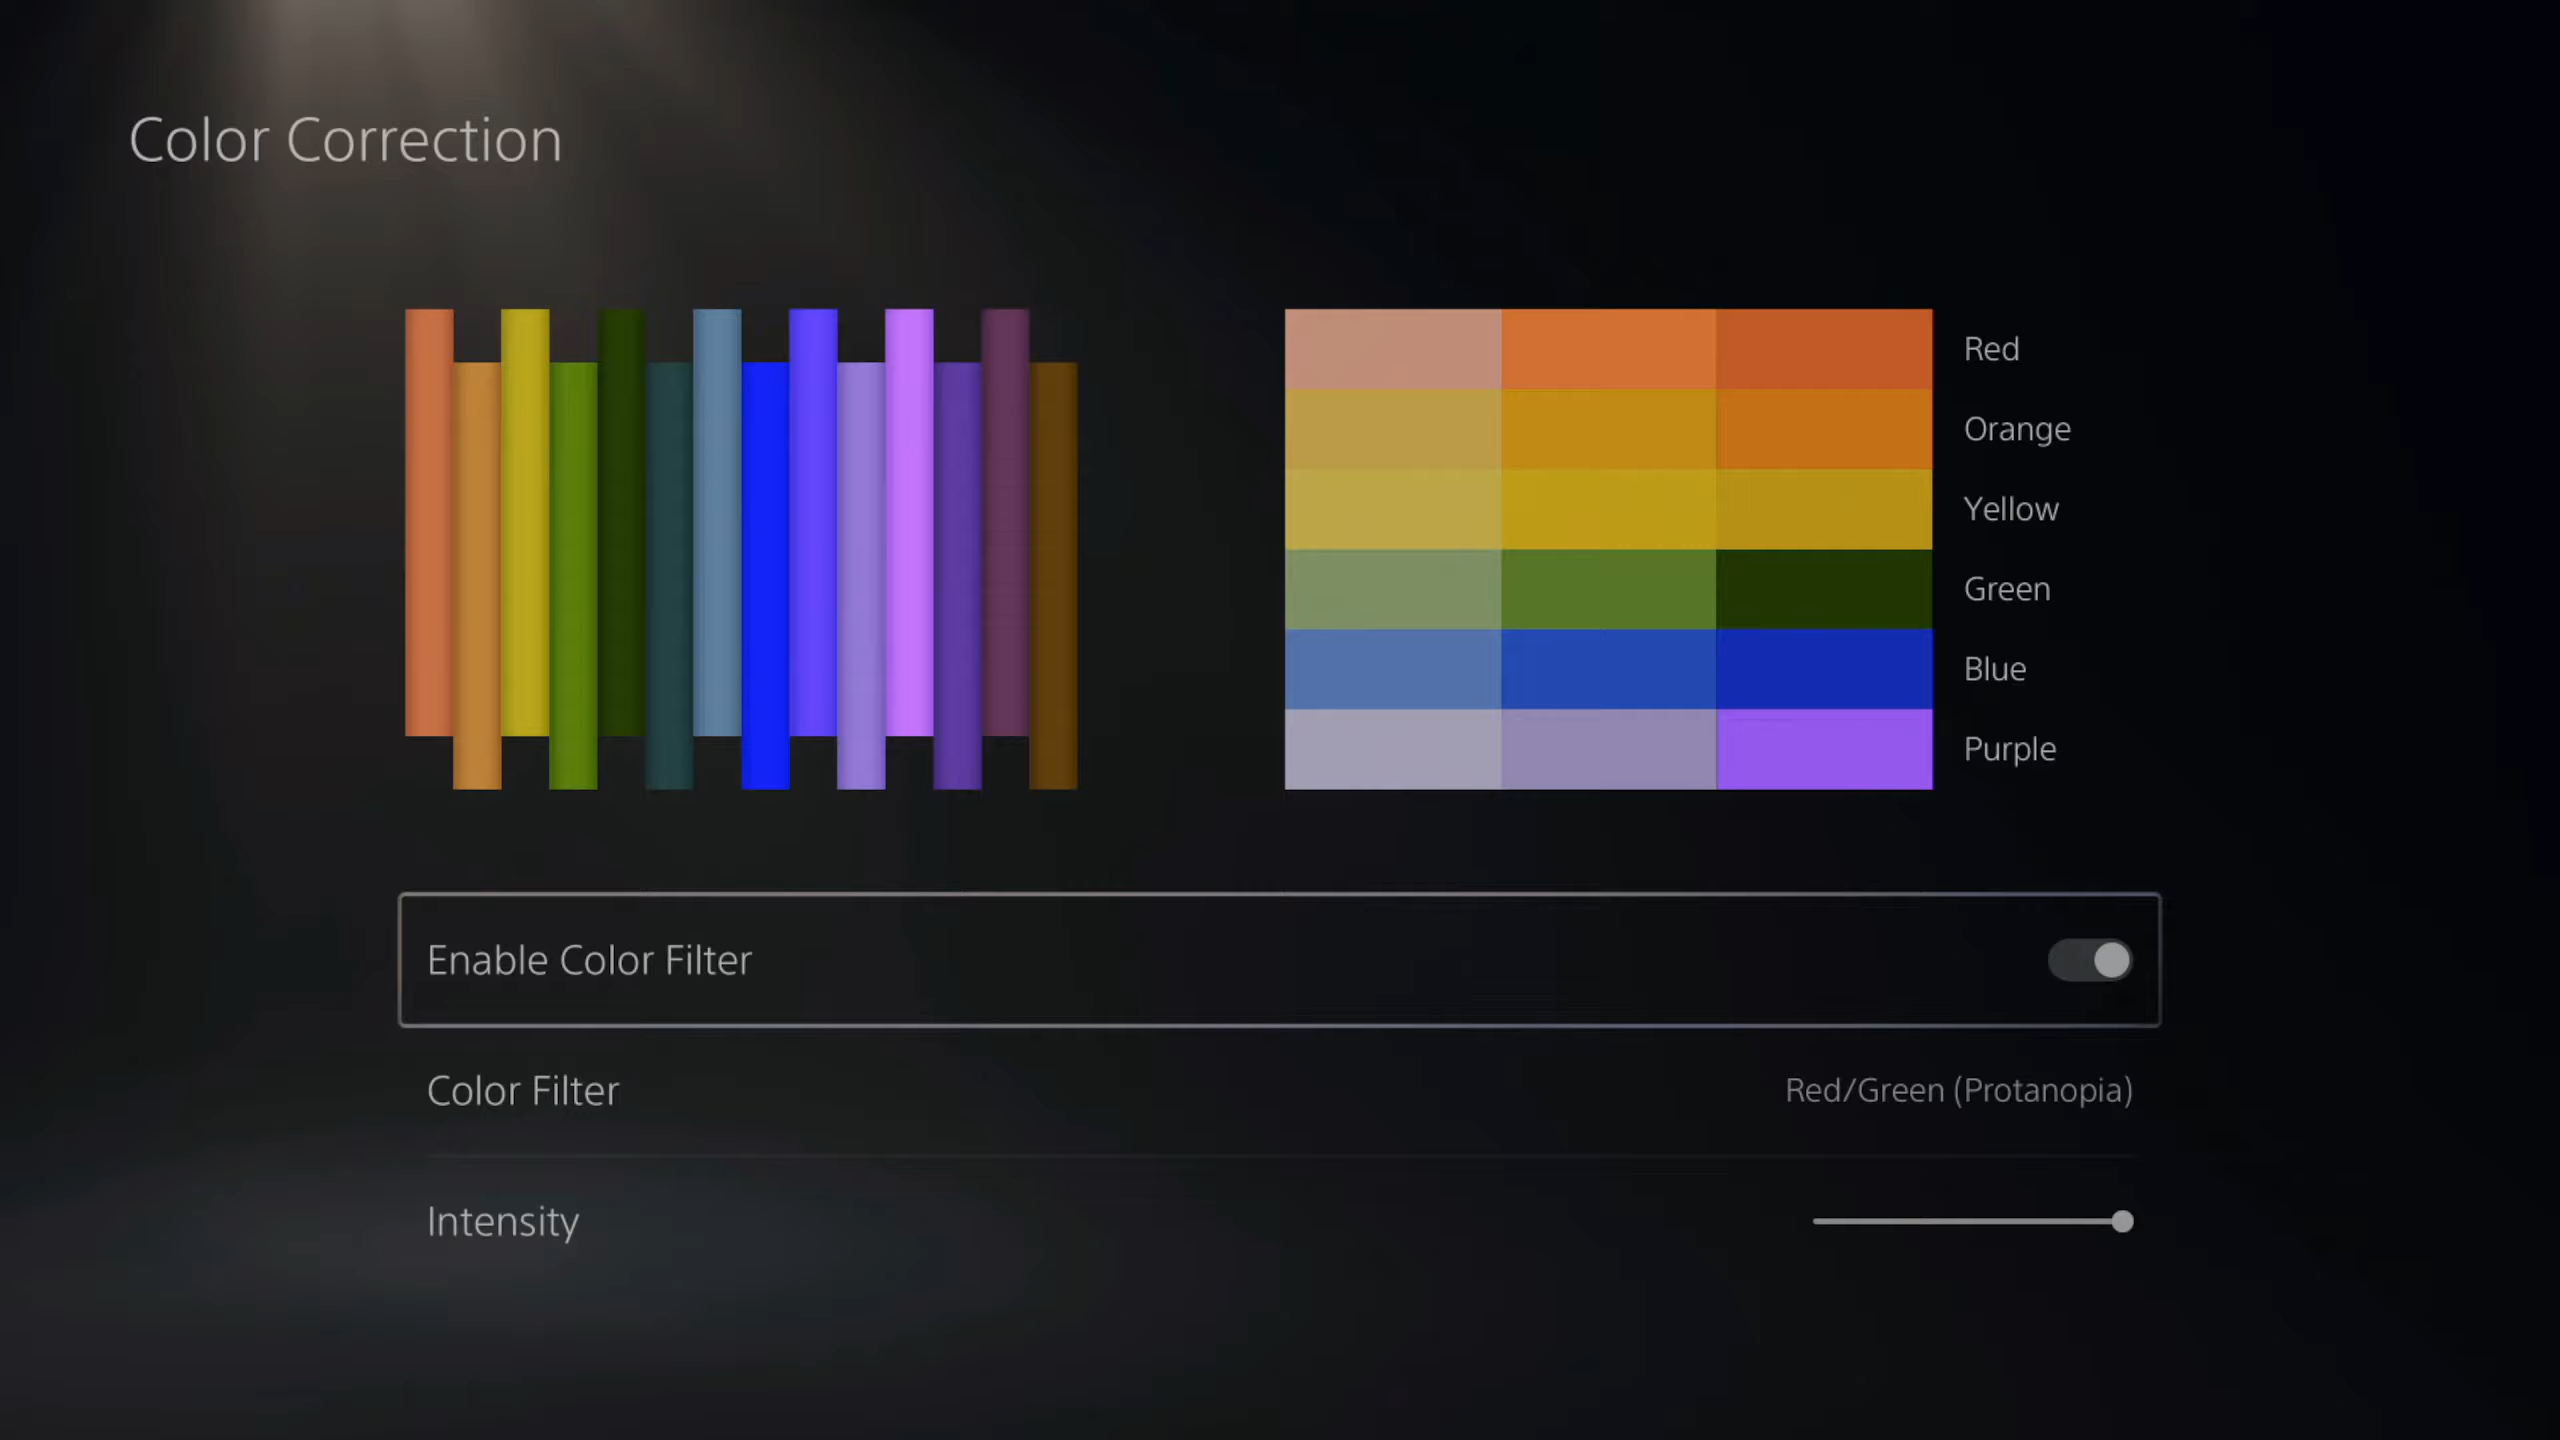 Color Correction
Red
Orange
Yellow
Green
Blue
Purple
Enable Color Filter
Color Filter
Red/Green (Protanopia)
Intensity